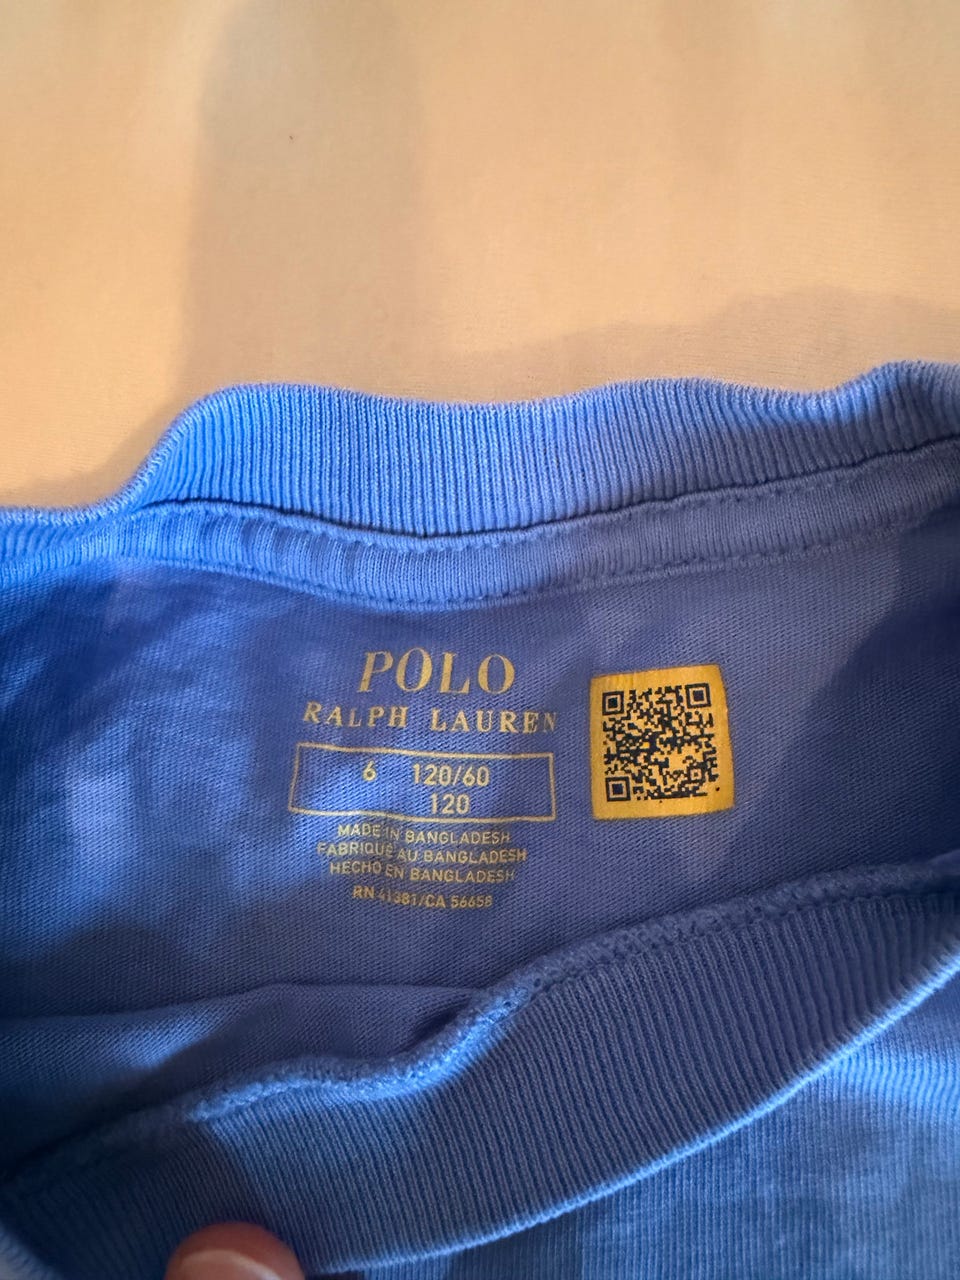 POLO
RALPH LAUREN
6 120/60
120
MADE IN BANGLADESH
FABRIQUÉ AU BANGLADESH
HECHO EN BANGLADESH
RN 41381/CA 56658